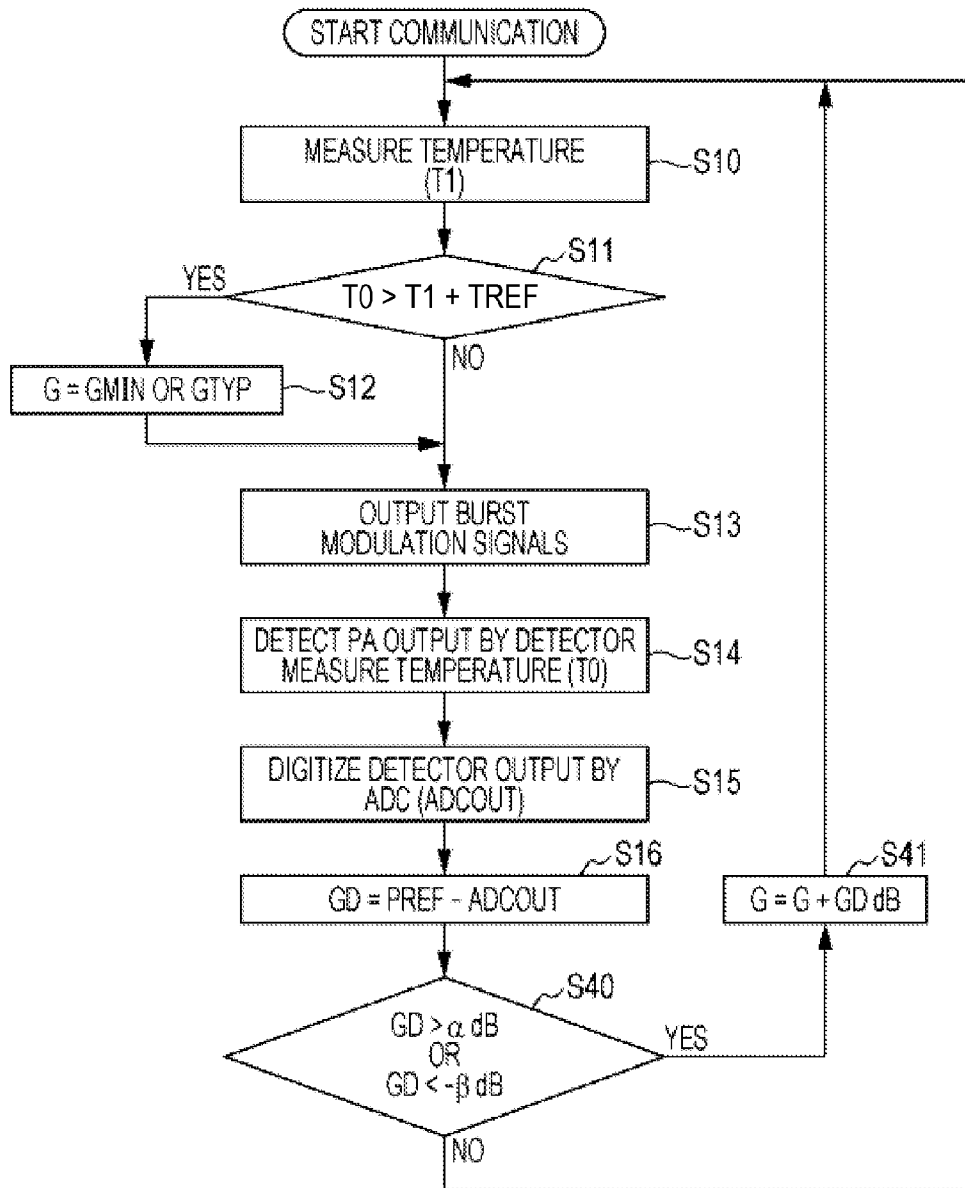 START COMMUNICATION
MEASURE TEMPERATURE
(T1)
S10
S11
YES
T0 > T1 + TREF
NO
G = GMIN OR GTYP
S12
OUTPUT BURST
MODULATION SIGNALS
S13
DETECT PA OUTPUT BY DETECTOR
MEASURE TEMPERATURE (T0)
S14
DIGITIZE DETECTOR OUTPUT BY
ADC (ADCOUT)
S15
S16
GD = PREF - ADCOUT
S41
G = G + GD dB
S40
GD > α dB
OR
GD < -β dB
YES
NO